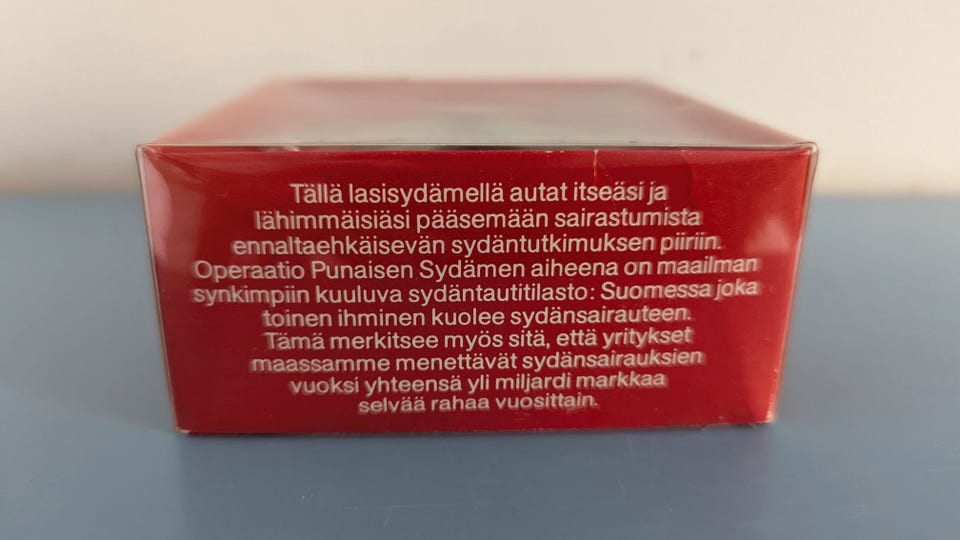 Tällä lasisydämellä autat itseäsi ja
lähimmäisiäsi pääsemään sairastumista
ennaltaehkäisevän sydäntutkimuksen piiriin.
Operaatio Punaisen Sydämen aiheena on maailman
synkimpiin kuuluva sydäntautitilasto: Suomessa joka
toinen ihminen kuolee sydänsairauteen.
Tämä merkitsee myös sitä, että yritykset
maassamme menettävät sydänsairauksien
vuoksi yhteensä yli miljardi markkaa
selvää rahaa vuosittain.